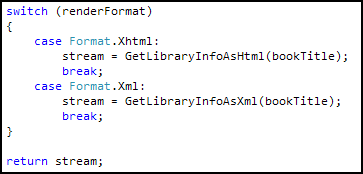 switch (renderFormat)
{
    case Format.Xhtml:
        stream = GetLibraryInfoAsHtml(bookTitle);
        break;
    case Format.Xml:
        stream = GetLibraryInfoAsXml(bookTitle);
        break;
}

return stream;